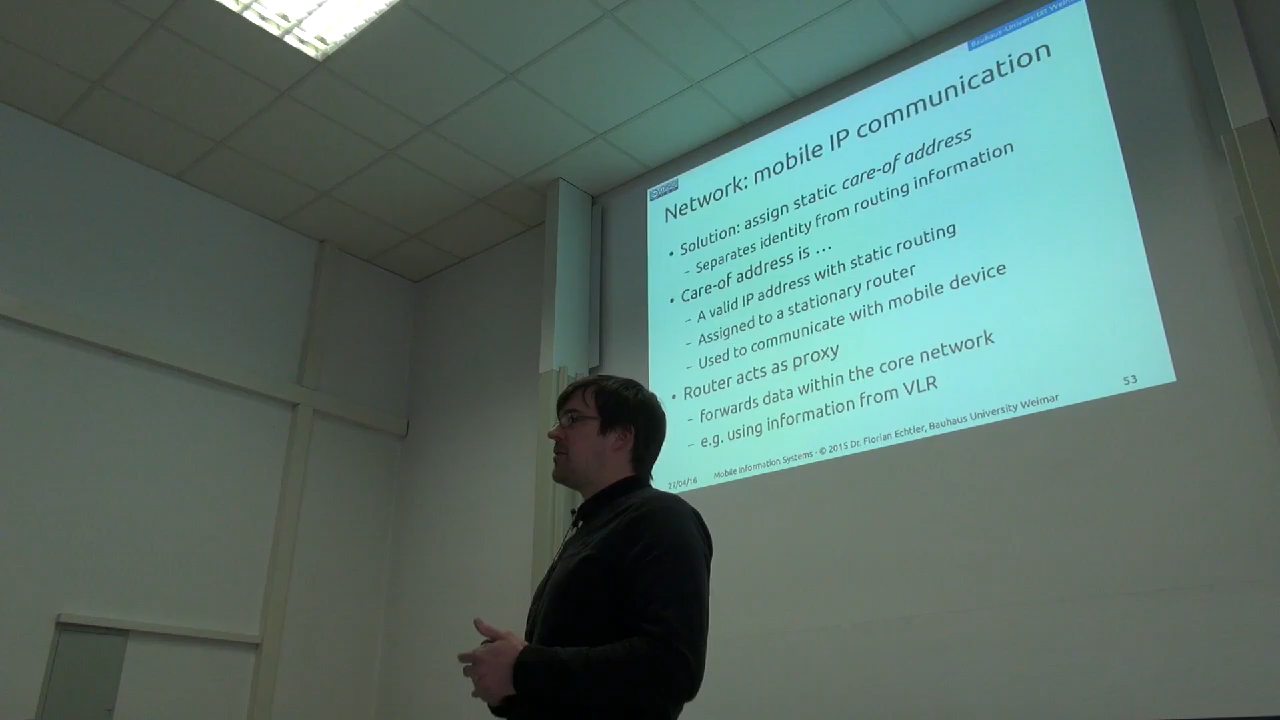 Bauhaus-Universität Weimar
Network: mobile IP communication
• Solution: assign static care-of address
– Separates identity from routing information
• Care-of address is ...
– A valid IP address with static routing
– Assigned to a stationary router
– Used to communicate with mobile device
• Router acts as proxy
– forwards data within the core network
– e.g. using information from VLR
/04/16
Mobile Information Systems · © 2015 Dr. Florian Echtler, Bauhaus University Weimar
53